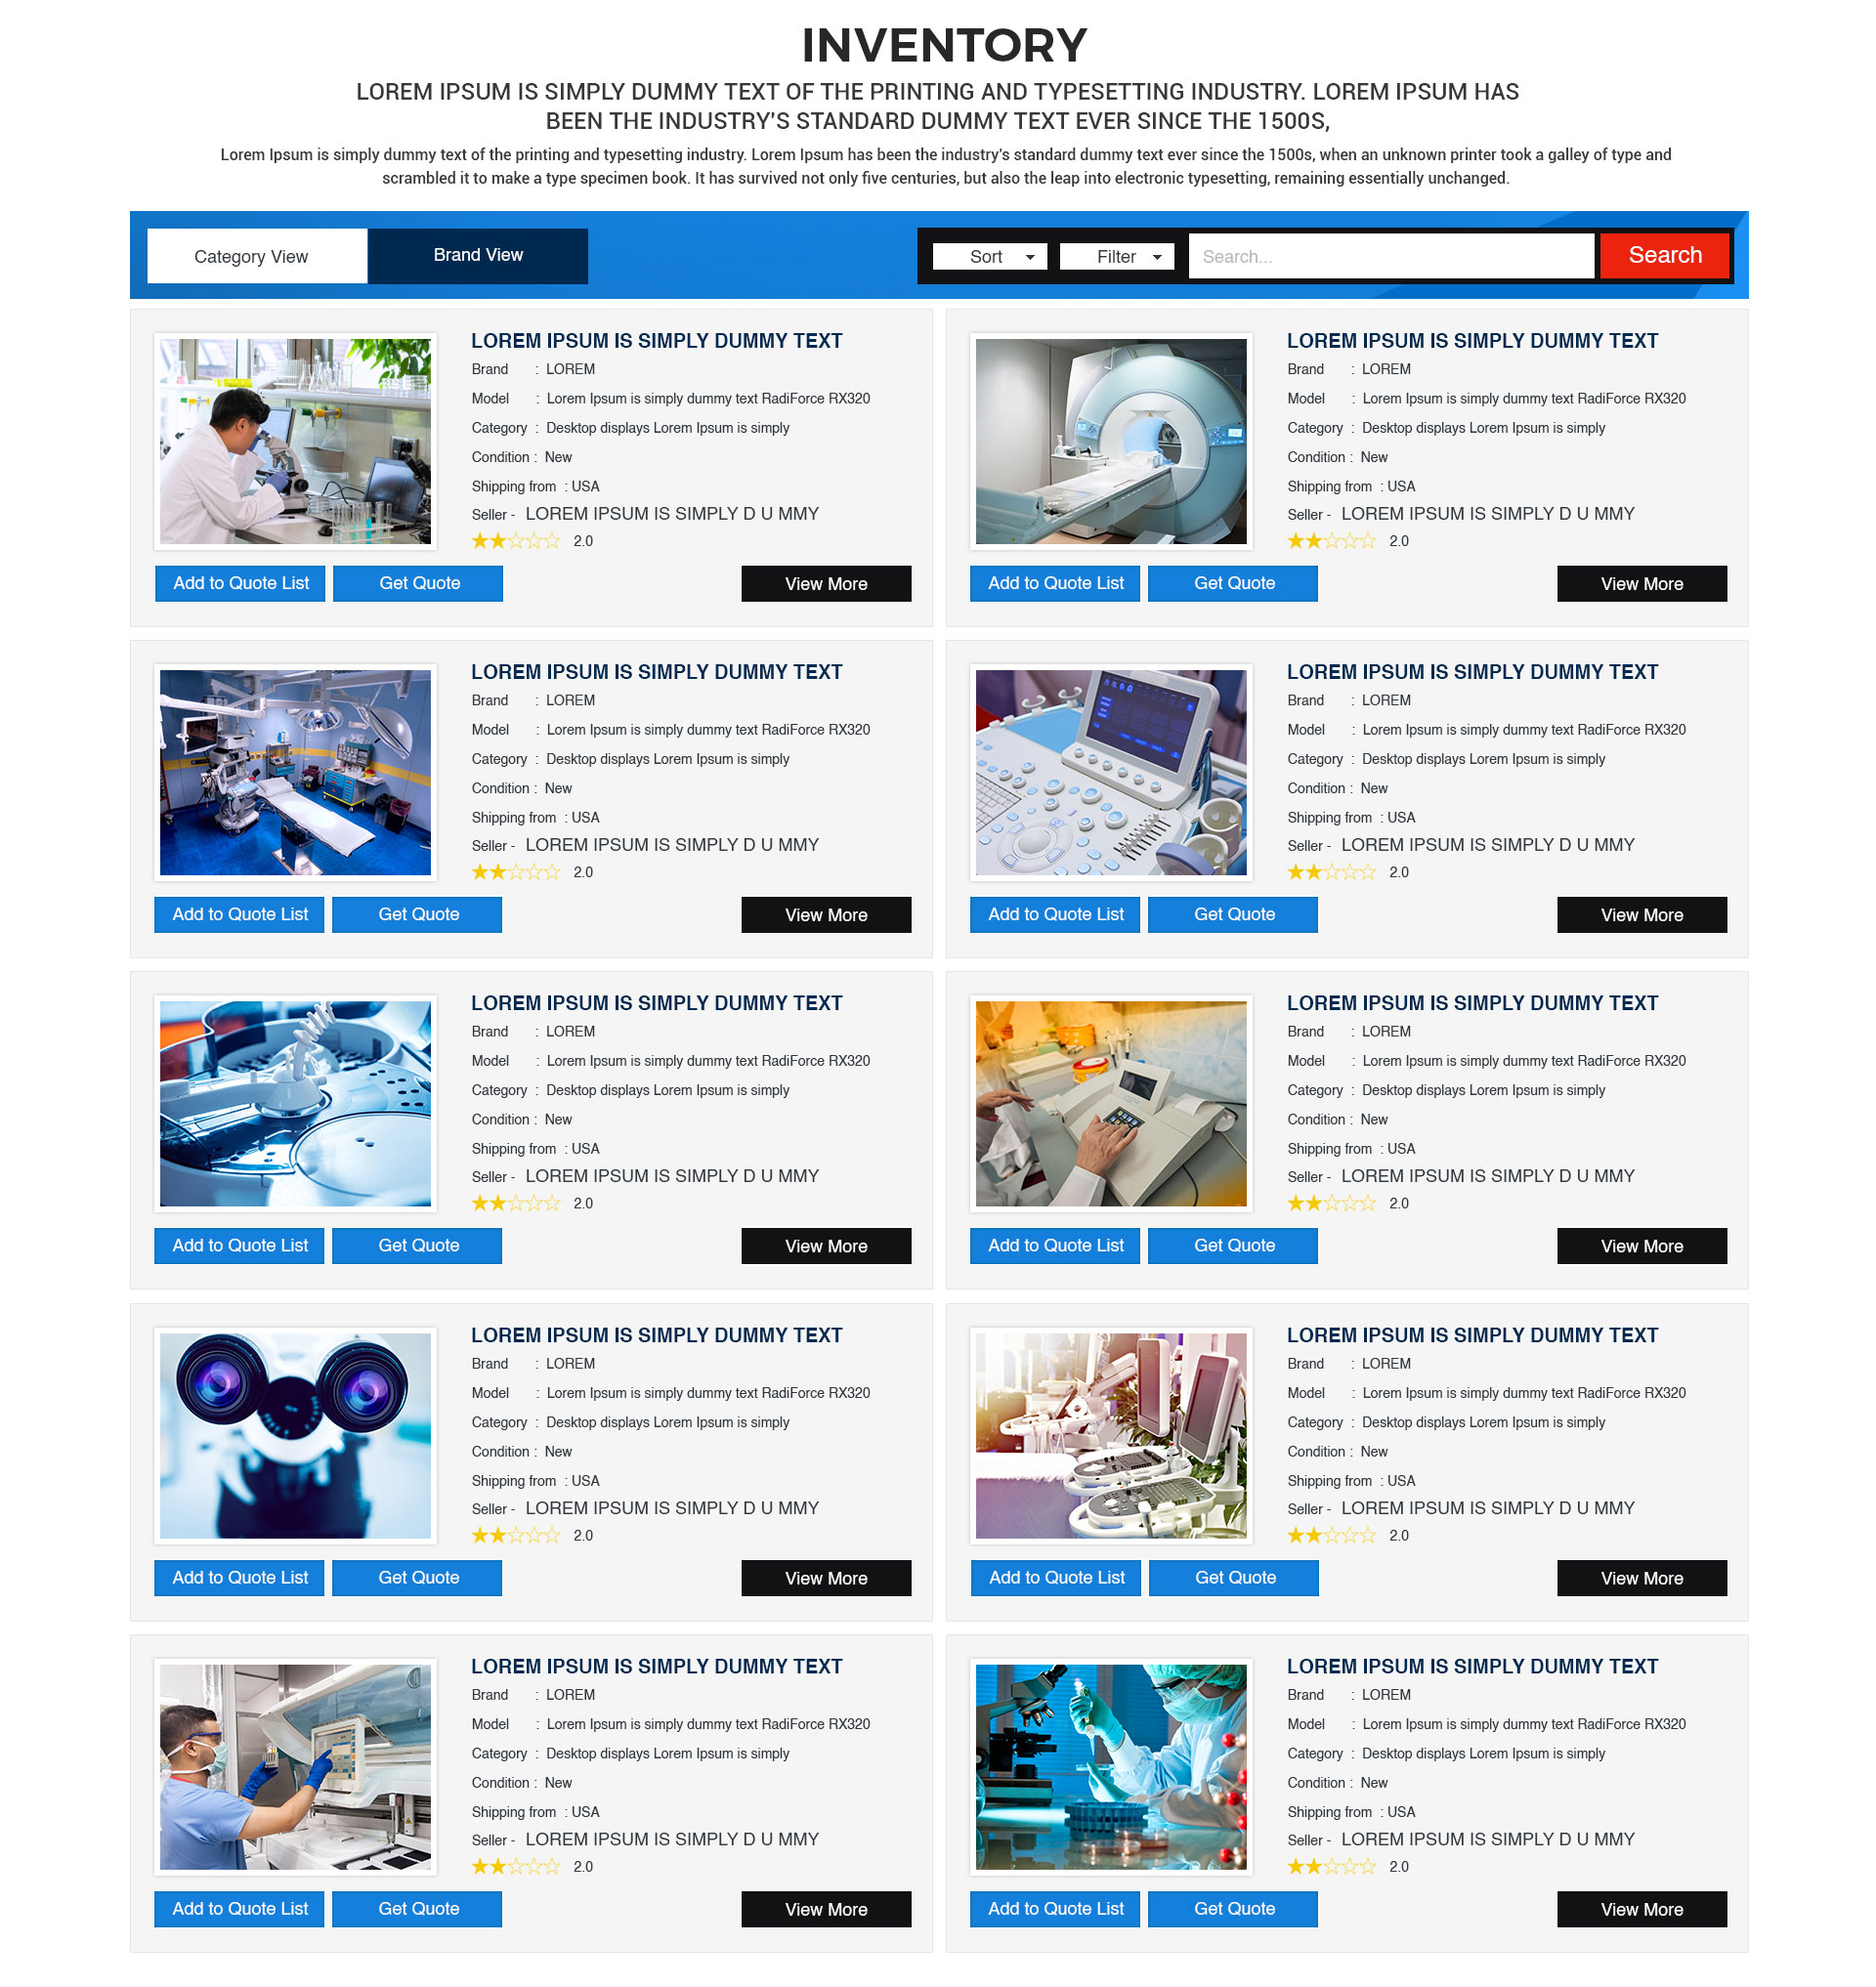 INVENTORY
LOREM IPSUM IS SIMPLY DUMMY TEXT OF THE PRINTING AND TYPESETTING INDUSTRY. LOREM IPSUM HAS
BEEN THE INDUSTRY'S STANDARD DUMMY TEXT EVER SINCE THE 1500S,
Lorem Ipsum is simply dummy text of the printing and typesetting industry. Lorem Ipsum has been the industry's standard dummy text ever since the 1500s, when an unknown printer took a galley of type and
scrambled it to make a type specimen book. It has survived not only five centuries, but also the leap into electronic typesetting, remaining essentially unchanged.
Category View Brand View Sort Filter Search... Search
LOREM IPSUM IS SIMPLY DUMMY TEXT
Brand : LOREM
Model : Lorem Ipsum is simply dummy text RadiForce RX320
Category : Desktop displays Lorem Ipsum is simply
Condition : New
Shipping from : USA
Seller - LOREM IPSUM IS SIMPLY D U MMY
2.0
Add to Quote List Get Quote View More
LOREM IPSUM IS SIMPLY DUMMY TEXT
Brand : LOREM
Model : Lorem Ipsum is simply dummy text RadiForce RX320
Category : Desktop displays Lorem Ipsum is simply
Condition : New
Shipping from : USA
Seller - LOREM IPSUM IS SIMPLY D U MMY
2.0
Add to Quote List Get Quote View More
LOREM IPSUM IS SIMPLY DUMMY TEXT
Brand : LOREM
Model : Lorem Ipsum is simply dummy text RadiForce RX320
Category : Desktop displays Lorem Ipsum is simply
Condition : New
Shipping from : USA
Seller - LOREM IPSUM IS SIMPLY D U MMY
2.0
Add to Quote List Get Quote View More
LOREM IPSUM IS SIMPLY DUMMY TEXT
Brand : LOREM
Model : Lorem Ipsum is simply dummy text RadiForce RX320
Category : Desktop displays Lorem Ipsum is simply
Condition : New
Shipping from : USA
Seller - LOREM IPSUM IS SIMPLY D U MMY
2.0
Add to Quote List Get Quote View More
LOREM IPSUM IS SIMPLY DUMMY TEXT
Brand : LOREM
Model : Lorem Ipsum is simply dummy text RadiForce RX320
Category : Desktop displays Lorem Ipsum is simply
Condition : New
Shipping from : USA
Seller - LOREM IPSUM IS SIMPLY D U MMY
2.0
Add to Quote List Get Quote View More
LOREM IPSUM IS SIMPLY DUMMY TEXT
Brand : LOREM
Model : Lorem Ipsum is simply dummy text RadiForce RX320
Category : Desktop displays Lorem Ipsum is simply
Condition : New
Shipping from : USA
Seller - LOREM IPSUM IS SIMPLY D U MMY
2.0
Add to Quote List Get Quote View More
LOREM IPSUM IS SIMPLY DUMMY TEXT
Brand : LOREM
Model : Lorem Ipsum is simply dummy text RadiForce RX320
Category : Desktop displays Lorem Ipsum is simply
Condition : New
Shipping from : USA
Seller - LOREM IPSUM IS SIMPLY D U MMY
2.0
Add to Quote List Get Quote View More
LOREM IPSUM IS SIMPLY DUMMY TEXT
Brand : LOREM
Model : Lorem Ipsum is simply dummy text RadiForce RX320
Category : Desktop displays Lorem Ipsum is simply
Condition : New
Shipping from : USA
Seller - LOREM IPSUM IS SIMPLY D U MMY
2.0
Add to Quote List Get Quote View More
LOREM IPSUM IS SIMPLY DUMMY TEXT
Brand : LOREM
Model : Lorem Ipsum is simply dummy text RadiForce RX320
Category : Desktop displays Lorem Ipsum is simply
Condition : New
Shipping from : USA
Seller - LOREM IPSUM IS SIMPLY D U MMY
2.0
Add to Quote List Get Quote View More
LOREM IPSUM IS SIMPLY DUMMY TEXT
Brand : LOREM
Model : Lorem Ipsum is simply dummy text RadiForce RX320
Category : Desktop displays Lorem Ipsum is simply
Condition : New
Shipping from : USA
Seller - LOREM IPSUM IS SIMPLY D U MMY
2.0
Add to Quote List Get Quote View More